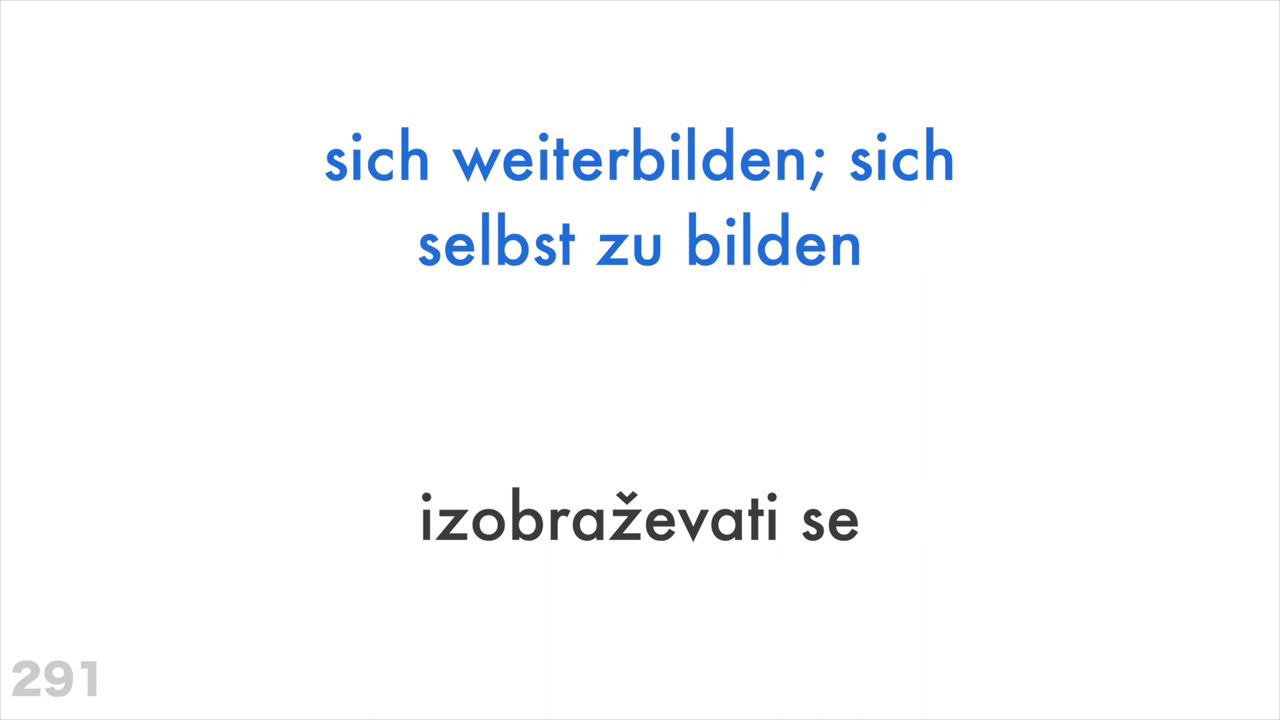 sich weiterbilden; sich
selbst zu bilden
izobraževati se
291